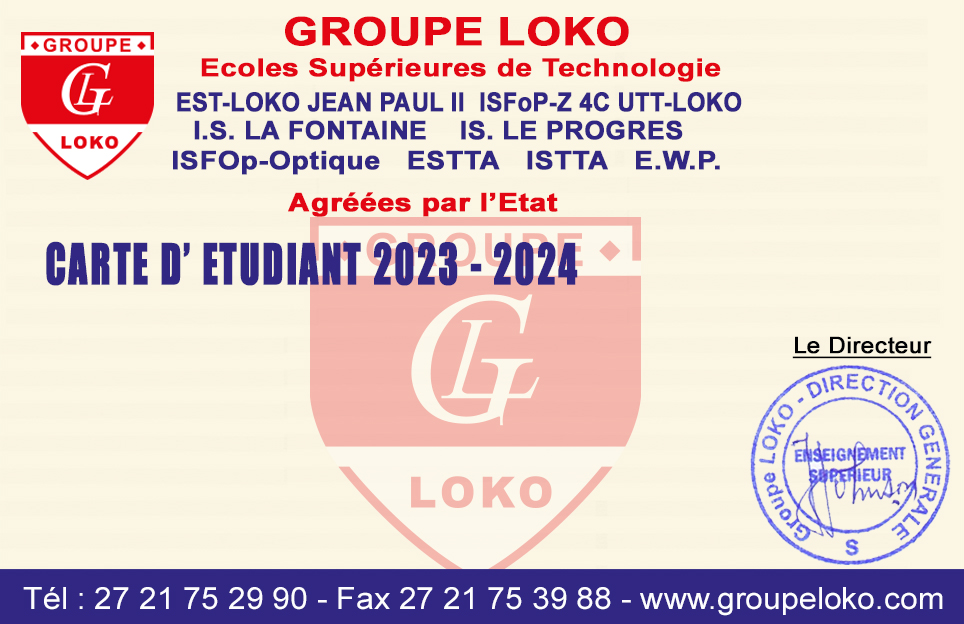 GROUPE LOKO
GROUPE
GL
LOKO
Ecoles Supérieures de Technologie
EST-LOKO JEAN PAUL II ISFoP-Z 4C UTT-LOKO
I.S. LA FONTAINE IS. LE PROGRES
ISFOp-Optique ESTTA ISTTA E.W.P.
Agréées par l'Etat
GROUPE
CARTE D' ETUDIANT 2023 - 2024
GL
LOKO
Le Directeur
Groupe LOKO - DIRECTION GENERALE
ENSEIGNEMENT
SUPERIEUR
Johnson
S
Tél : 27 21 75 29 90 - Fax 27 21 75 39 88 - www.groupeloko.com